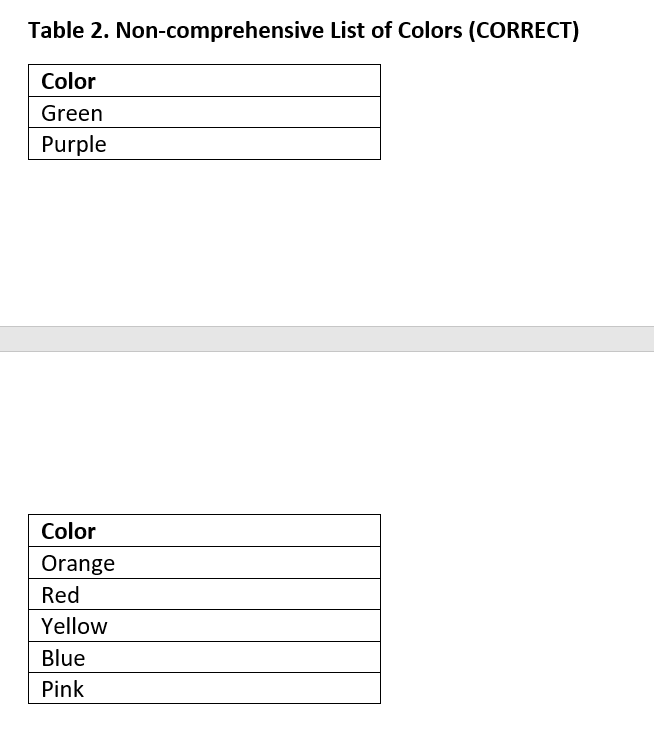 Table 2. Non-comprehensive List of Colors (CORRECT)
Color
Green
Purple
Color
Orange
Red
Yellow
Blue
Pink